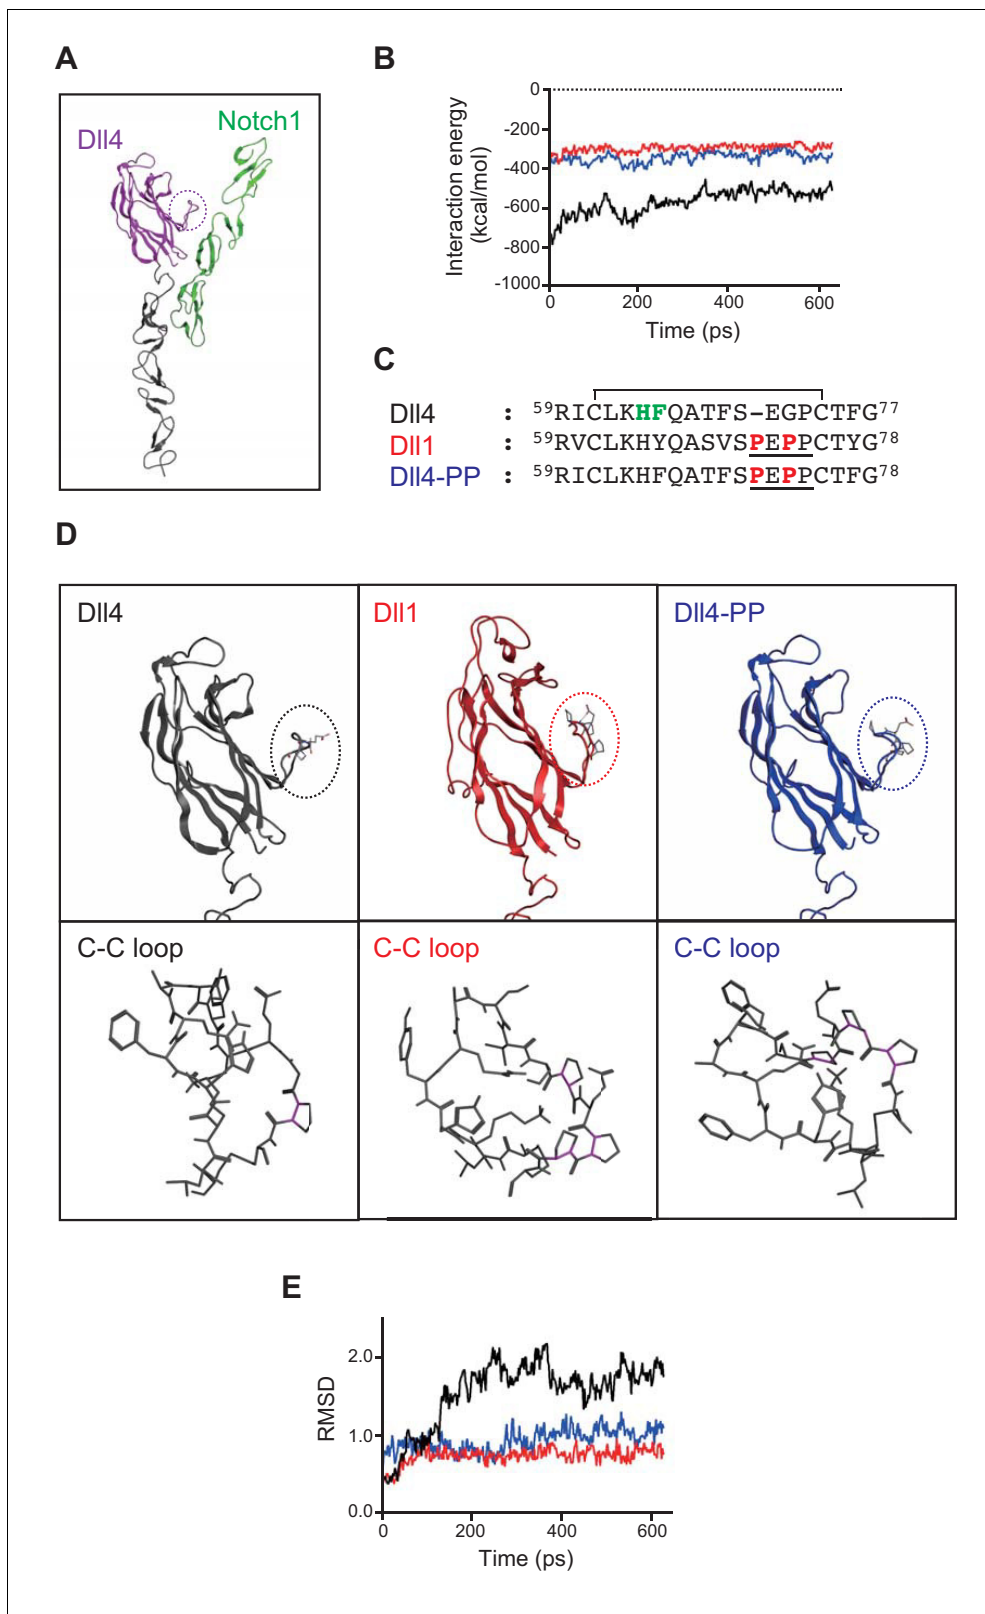 A
Dll4
Notch1
B
Interaction energy
(kcal/mol)
0
-200
-400
-600
-800
-1000
0
200
400
600
Time (ps)
C
Dll4 : ⁵⁹RICLKHFQATFS-EGPCTFG⁷⁷
Dll1 : ⁵⁹RVCLKHYQASVSPEPPCTYG⁷⁸
Dll4-PP : ⁵⁹RICLKHFQATFSPEPPCTFG⁷⁸
D
Dll4
Dll1
Dll4-PP
C-C loop
C-C loop
C-C loop
E
RMSD
2.0
1.0
0.0
0
200
400
600
Time (ps)